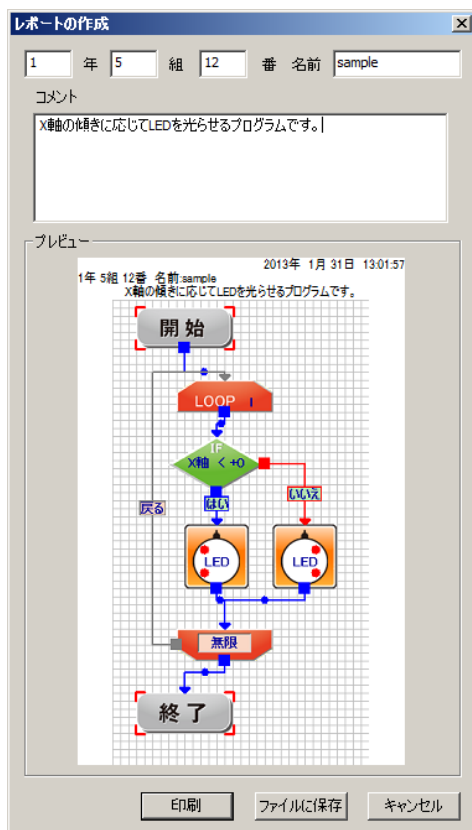 レポートの作成
1 年 5 組 12 番 名前 sample
コメント
X軸の傾きに応じてLEDを光らせるプログラムです。
プレビュー
2013年 1月 31日 13:01:57
1年 5組 12番 名前:sample
X軸の傾きに応じてLEDを光らせるプログラムです。
開始
LOOP 1
IF
X軸 < +0
はい
いいえ
戻る
LED
LED
無限
終了
印刷
ファイルに保存
キャンセル